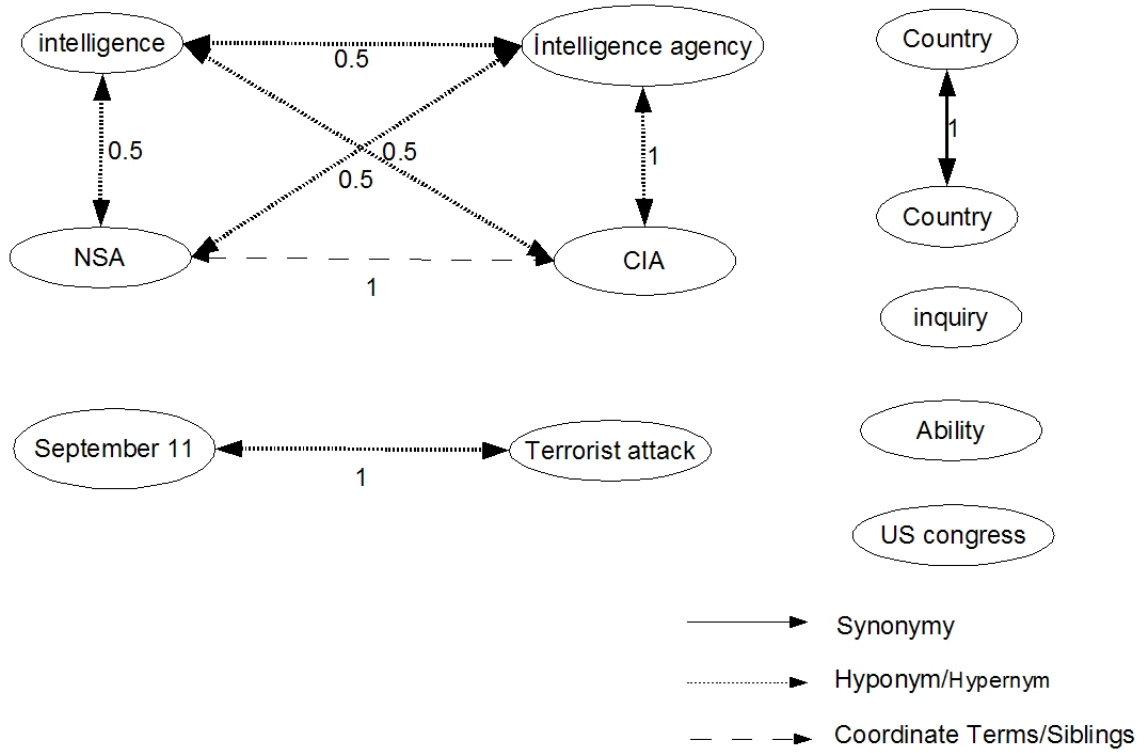 intelligence
Intelligence agency
Country
0.5
0.5
0.5
0.5
1
1
NSA
CIA
1
Country
inquiry
September 11
Terrorist attack
1
Ability
US congress
Synonymy
Hyponym/Hypernym
Coordinate Terms/Siblings